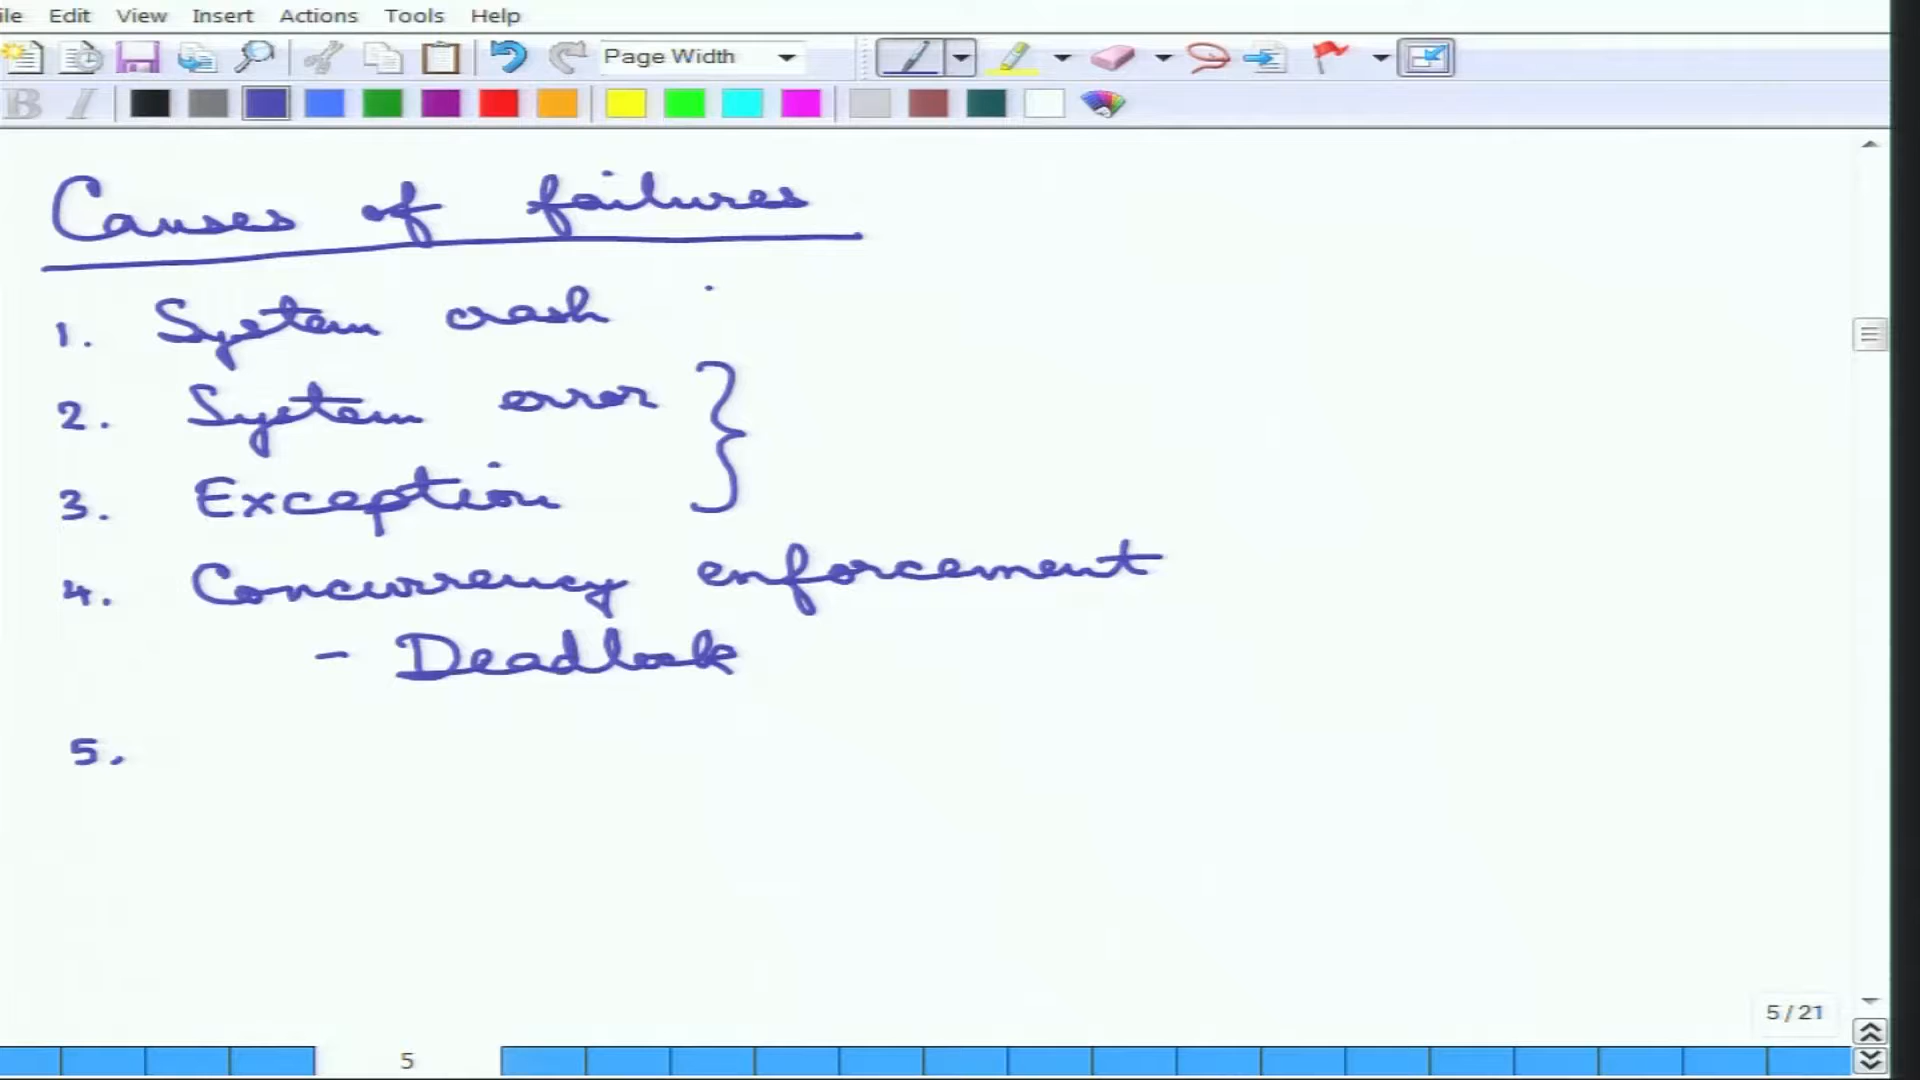 ile Edit View Insert Actions Tools Help
Page Width
B I
Causes of failures
1. System crash
2. System error
3. Exception
4. Concurrency enforcement
- Deadlock
5.
5 / 21
5